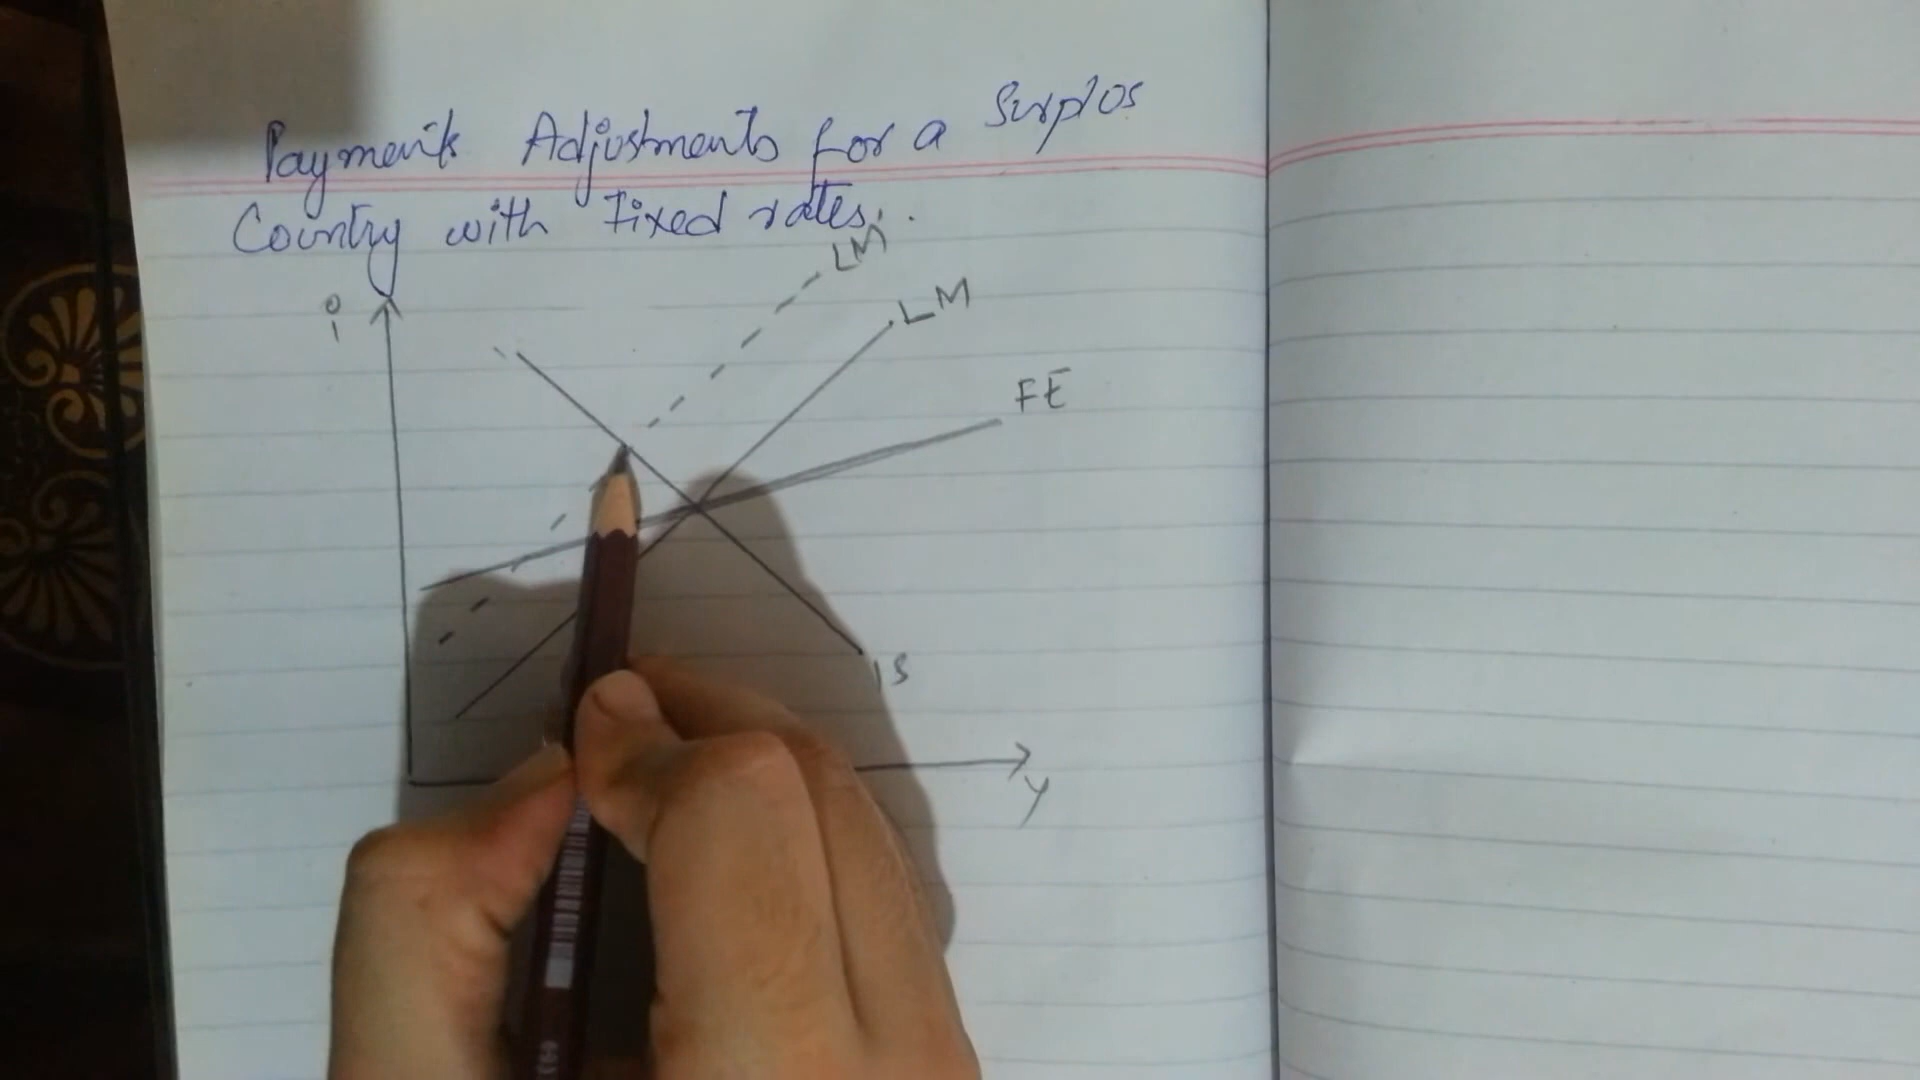 Payments Adjustments for a Surplus
Country with Fixed rates.
LM'
i
LM
FE
IS
Y